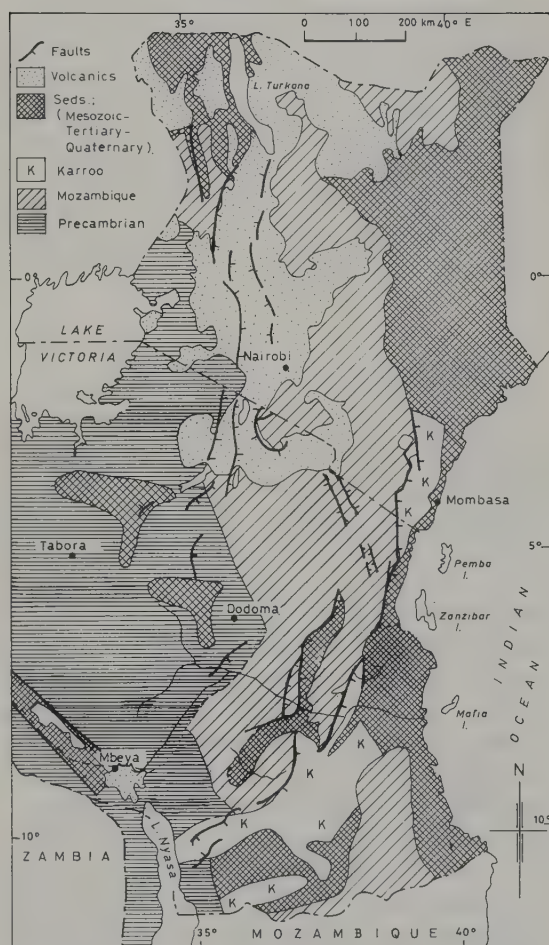 35°
0
200 km
40° E
Faults
Volcanics
Seds.;
(Mesozoic-
Tertiary-
Quaternary).
K Karroo
Mozambique
Precambrian
L. Turkana
0°
0°
LAKE
VICTORIA
Nairobi
K
K
K
Mombasa
Tabora
5°
Pemba
I.
Dodoma
Zanzibar
I.
INDIAN
OCEAN
Mafia
I.
Mbeya
N
K
K
K
10°
10°
ZAMBIA
L. Nyasa
K
K
K
35°
MOZAMBIQUE
40°